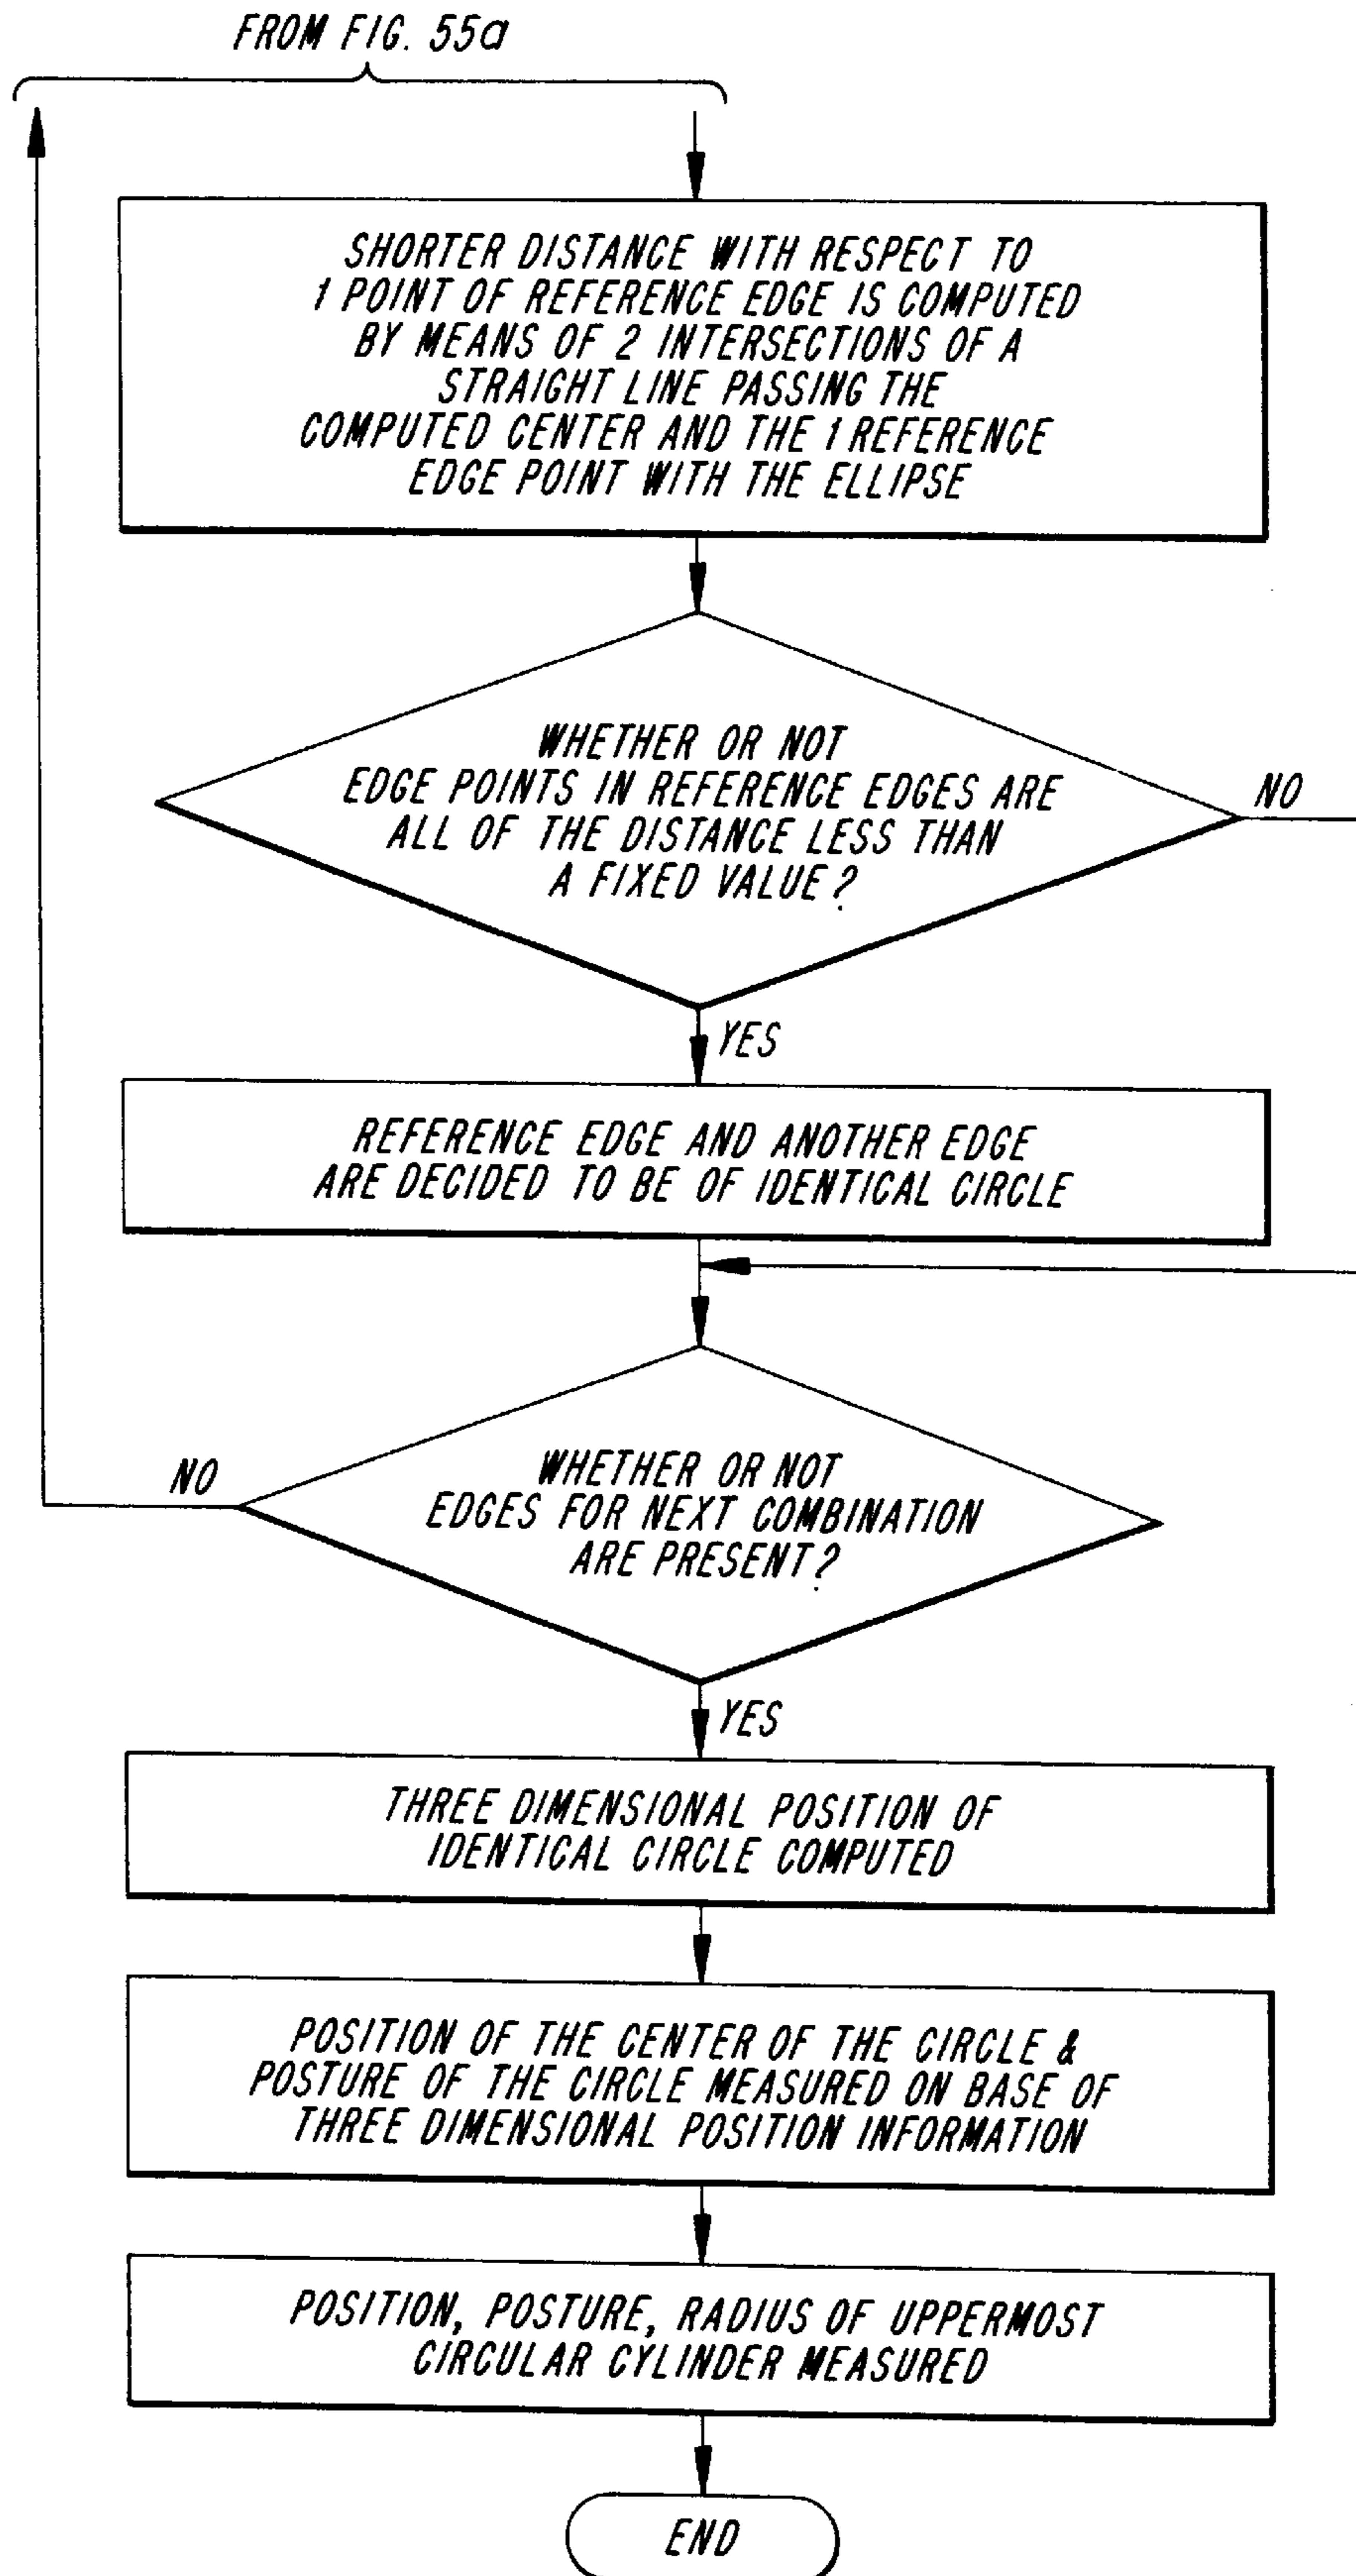 FROM FIG. 55a
SHORTER DISTANCE WITH RESPECT TO
1 POINT OF REFERENCE EDGE IS COMPUTED
BY MEANS OF 2 INTERSECTIONS OF A
STRAIGHT LINE PASSING THE
COMPUTED CENTER AND THE 1 REFERENCE
EDGE POINT WITH THE ELLIPSE
WHETHER OR NOT
EDGE POINTS IN REFERENCE EDGES ARE
ALL OF THE DISTANCE LESS THAN
A FIXED VALUE?
NO
YES
REFERENCE EDGE AND ANOTHER EDGE
ARE DECIDED TO BE OF IDENTICAL CIRCLE
NO
WHETHER OR NOT
EDGES FOR NEXT COMBINATION
ARE PRESENT?
YES
THREE DIMENSIONAL POSITION OF
IDENTICAL CIRCLE COMPUTED
POSITION OF THE CENTER OF THE CIRCLE &
POSTURE OF THE CIRCLE MEASURED ON BASE OF
THREE DIMENSIONAL POSITION INFORMATION
POSITION, POSTURE, RADIUS OF UPPERMOST
CIRCULAR CYLINDER MEASURED
END